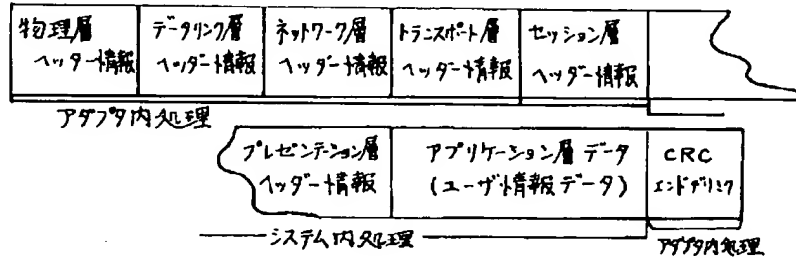 物理層
ヘッダー情報
データリンク層
ヘッダー情報
ネットワーク層
ヘッダー情報
トランスポート層
ヘッダー情報
セッション層
ヘッダー情報
アダプタ内処理
プレゼンテーション層
ヘッダー情報
アプリケーション層データ
(ユーザ情報データ)
CRC
エンドデリミタ
システム内処理
アダプタ内処理